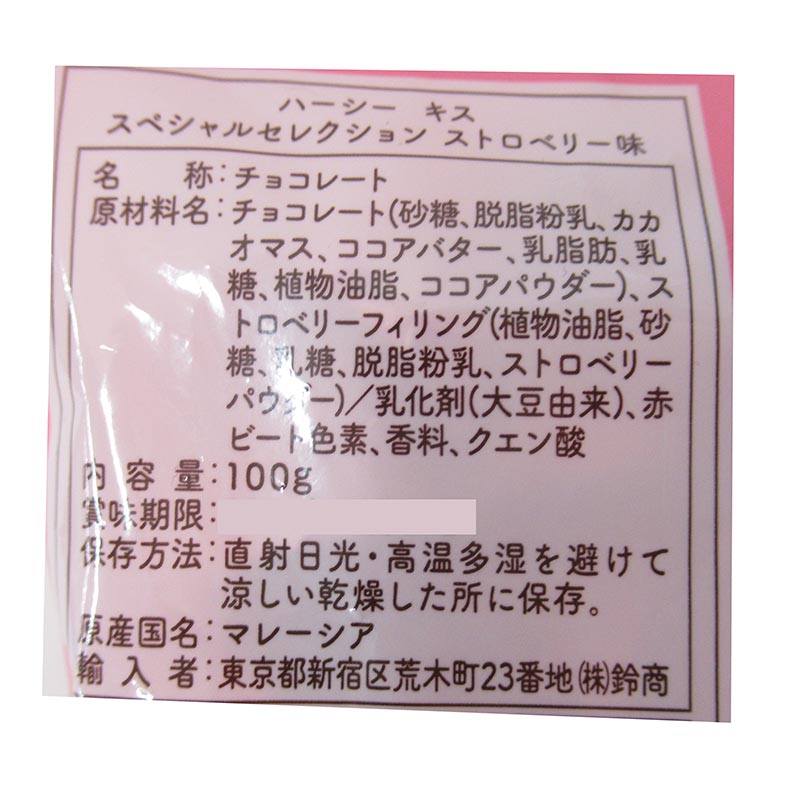 ハーシー キス
スペシャルセレクション ストロベリー味
名 称:チョコレート
原材料名:チョコレート(砂糖、脱脂粉乳、カカ
オマス、ココアバター、乳脂肪、乳
糖、植物油脂、ココアパウダー)、ス
トロベリーフィリング(植物油脂、砂
糖、乳糖、脱脂粉乳、ストロベリー
パウダー)/乳化剤(大豆由来)、赤
ビート色素、香料、クエン酸
内容量:100g
賞味期限:
保存方法:直射日光・高温多湿を避けて
涼しい乾燥した所に保存。
原産国名:マレーシア
輸入者:東京都新宿区荒木町23番地㈱鈴商